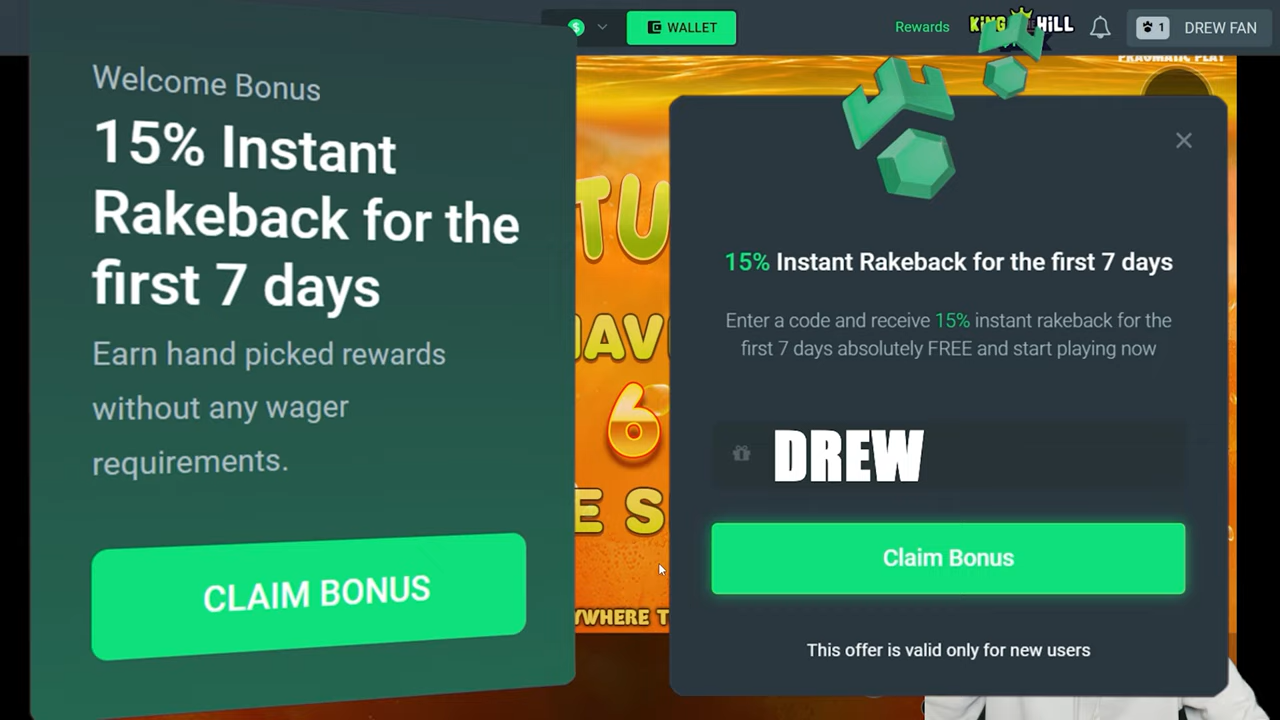 WALLET
Rewards
KING HILL
1
DREW FAN
PRAGMATIC PLAY
Welcome Bonus
15% Instant
Rakeback for the
first 7 days
Earn hand picked rewards
without any wager
requirements.
CLAIM BONUS
15% Instant Rakeback for the first 7 days
Enter a code and receive 15% instant rakeback for the
first 7 days absolutely FREE and start playing now
DREW
Claim Bonus
This offer is valid only for new users
TU
6
E S
YWHERE T